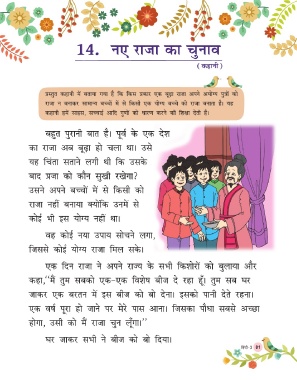 14. नए राजा का चुनाव
(कहानी)
प्रस्तुत कहानी में बताया गया है कि किस प्रकार एक बूढ़ा राजा अपने अयोग्य पुत्रों को
राजा न बनाकर सामान्य बच्चों में से किसी एक योग्य बच्चे को राजा बनाता है। यह
कहानी हमें साहस, सच्चाई आदि गुणों को धारण करने की शिक्षा देती है।
बहुत पुरानी बात है। पूर्व के एक देश
का राजा अब बूढ़ा हो चला था। उसे
यह चिंता सताने लगी थी कि उसके
बाद प्रजा को कौन सुखी रखेगा?
उसने अपने बच्चों में से किसी को
राजा नहीं बनाया क्योंकि उनमें से
कोई भी इस योग्य नहीं था।
वह कोई नया उपाय सोचने लगा,
जिससे कोई योग्य राजा मिल सके।
एक दिन राजा ने अपने राज्य के सभी किशोरों को बुलाया और
कहा,"मैं तुम सबको एक-एक विशेष बीज दे रहा हूँ। तुम सब घर
जाकर एक बरतन में इस बीज को बो देना। इसको पानी देते रहना।
एक वर्ष पूरा हो जाने पर मेरे पास आना। जिसका पौधा सबसे अच्छा
होगा, उसी को मैं राजा चुन लूँगा।"
घर जाकर सभी ने बीज को बो दिया।
हिंदी-3 91